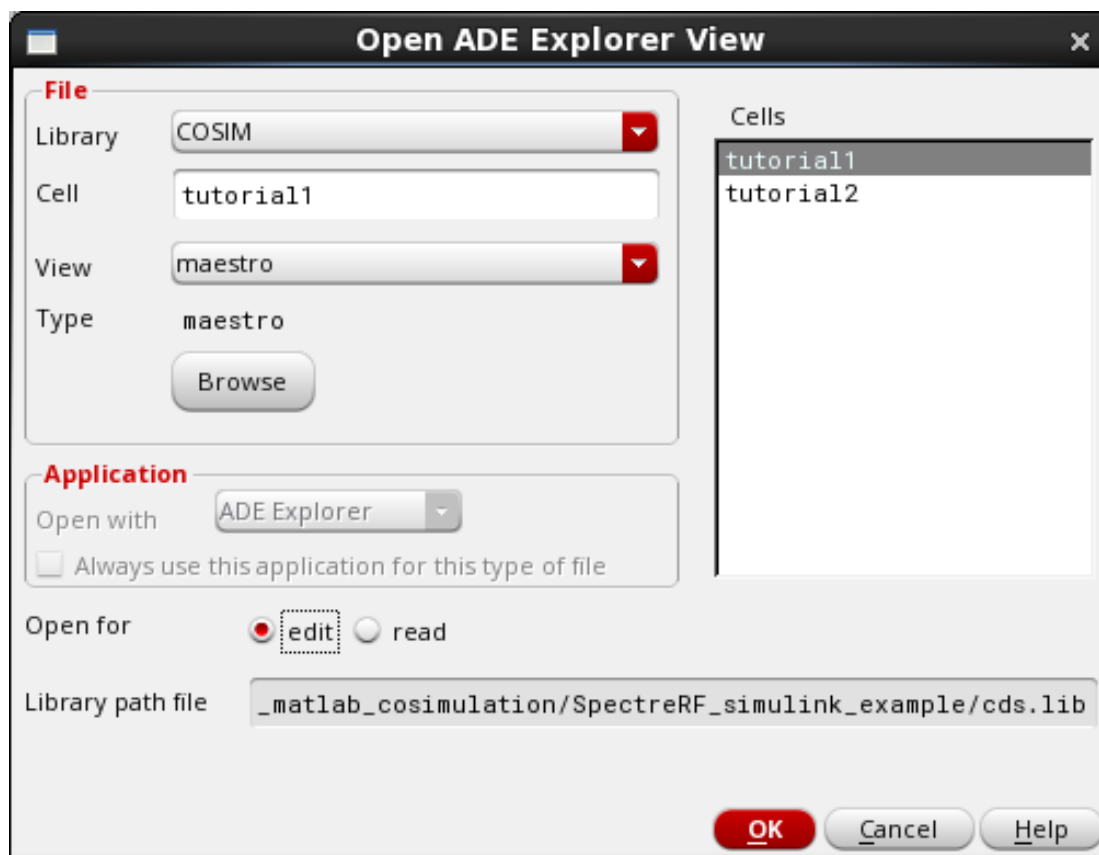 Open ADE Explorer View
File
Library COSIM
Cell tutorial1
View maestro
Type maestro
Browse
Cells
tutorial1
tutorial2
Application
Open with ADE Explorer
Always use this application for this type of file
Open for edit read
Library path file _matlab_cosimulation/SpectreRF_simulink_example/cds.lib
OK Cancel Help